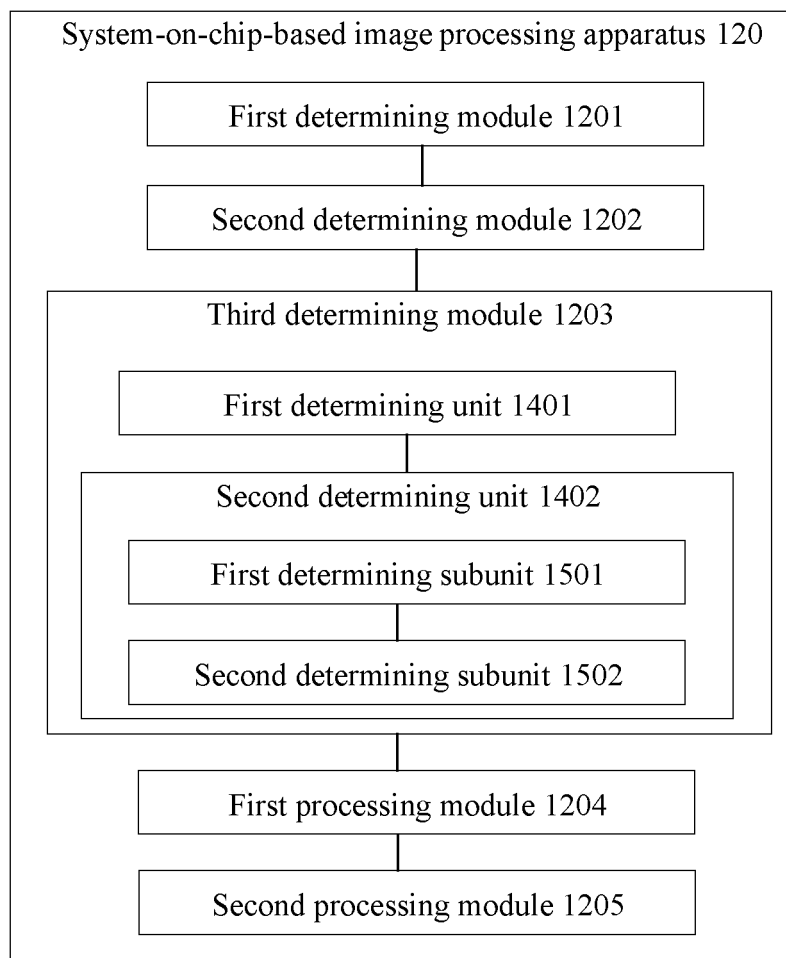 System-on-chip-based image processing apparatus 120
First determining module 1201
Second determining module 1202
Third determining module 1203
First determining unit 1401
Second determining unit 1402
First determining subunit 1501
Second determining subunit 1502
First processing module 1204
Second processing module 1205